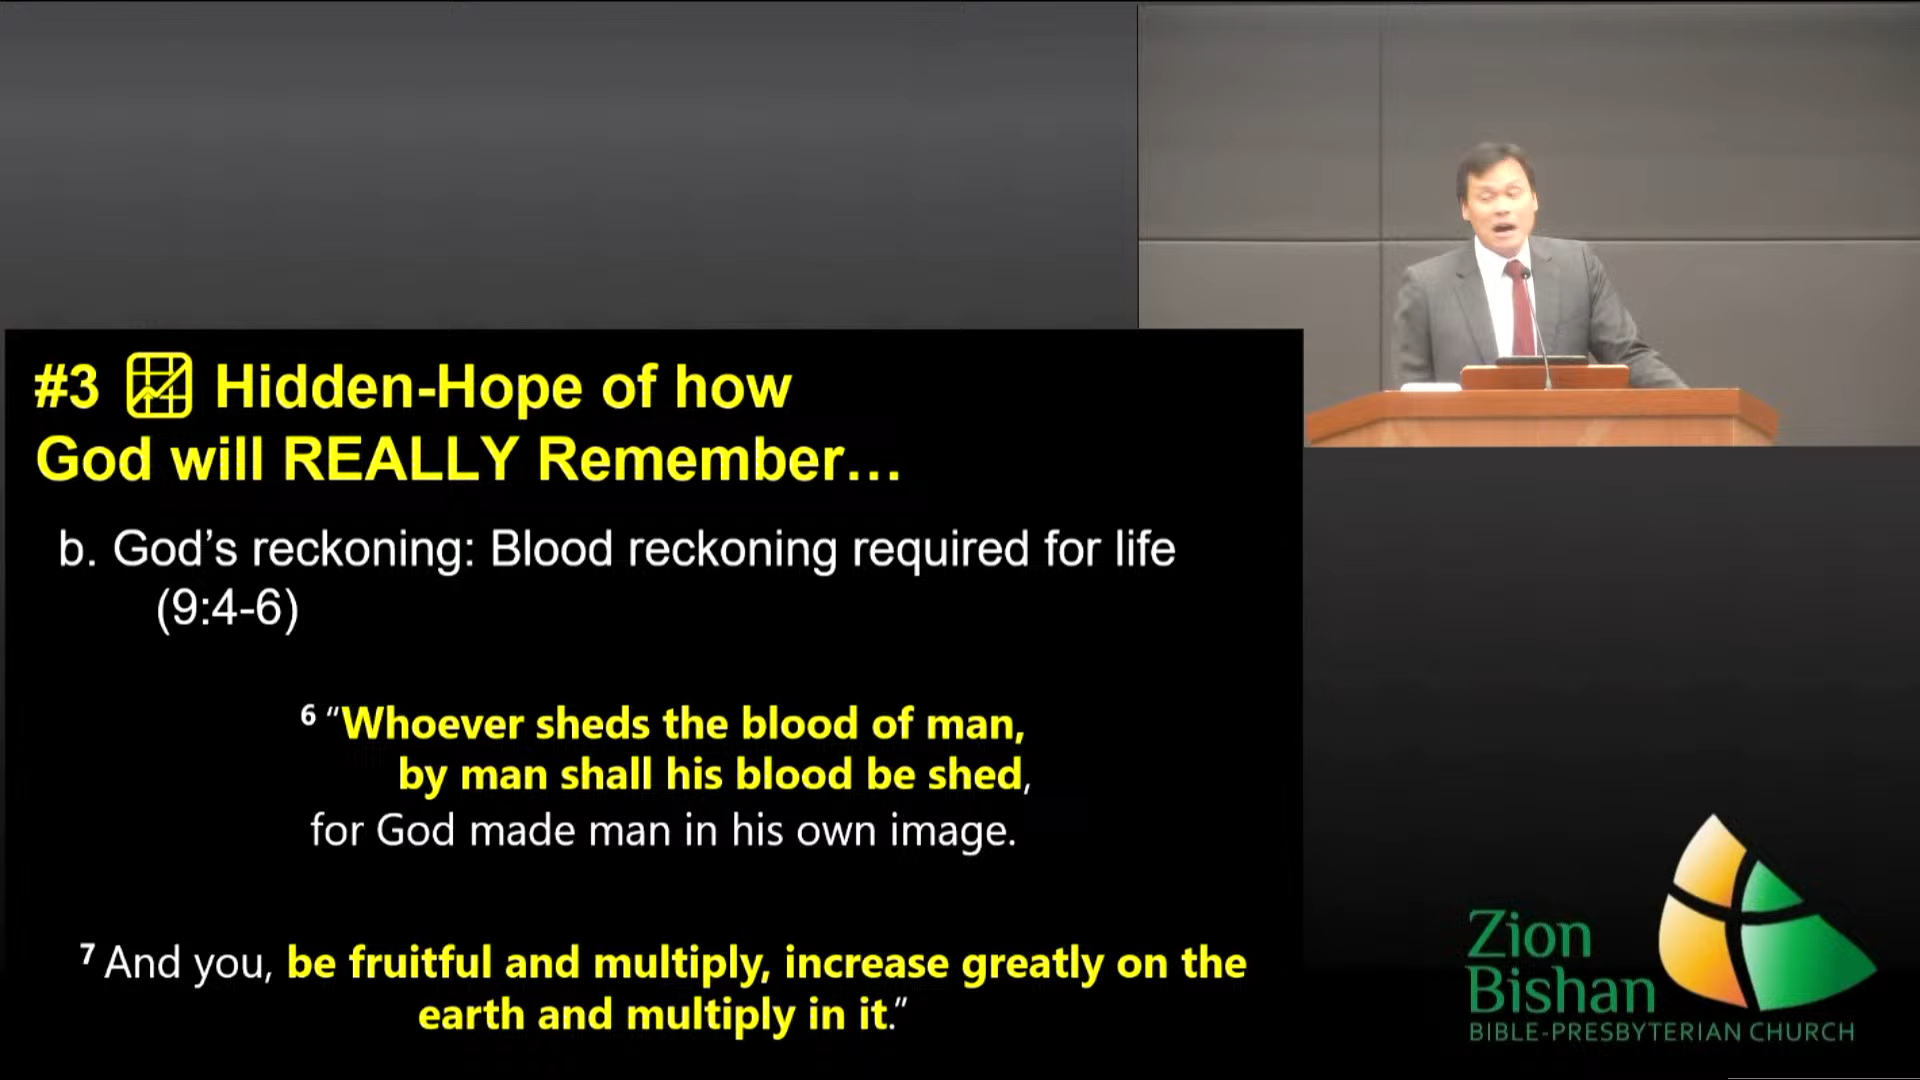 #3 Hidden-Hope of how
God will REALLY Remember…
b. God’s reckoning: Blood reckoning required for life
(9:4-6)
6 “Whoever sheds the blood of man,
by man shall his blood be shed,
for God made man in his own image.
7 And you, be fruitful and multiply, increase greatly on the
earth and multiply in it.”
Zion
Bishan
BIBLE-PRESBYTERIAN CHURCH